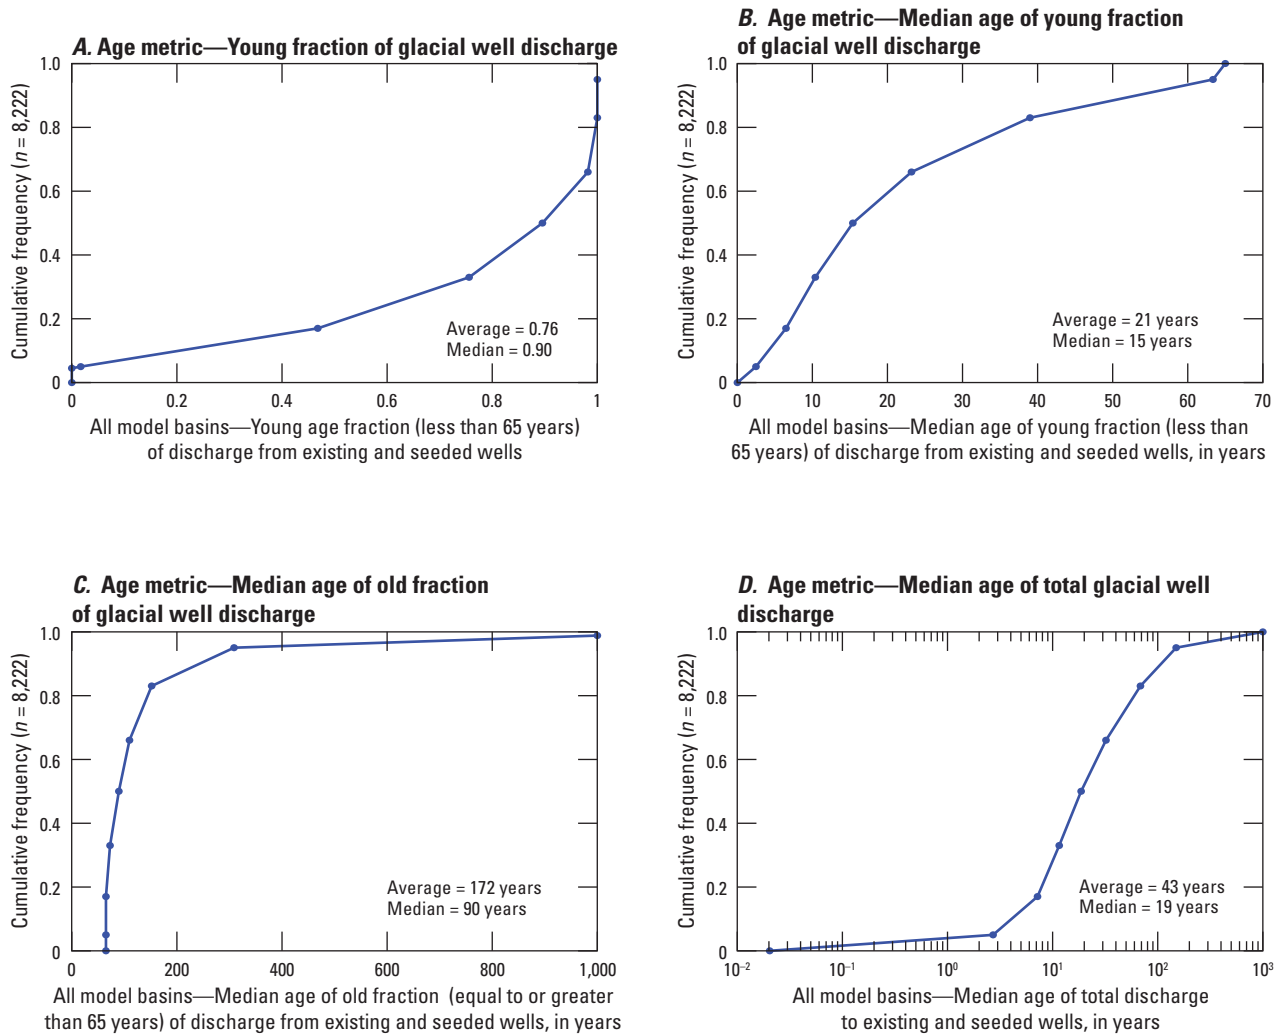 A. Age metric—Young fraction of glacial well discharge
Cumulative frequency (n = 8,222)
1.0
0.8
0.6
0.4
0.2
0
Average = 0.76
Median = 0.90
0 0.2 0.4 0.6 0.8 1
All model basins—Young age fraction (less than 65 years)
of discharge from existing and seeded wells
B. Age metric—Median age of young fraction
of glacial well discharge
Cumulative frequency (n = 8,222)
1.0
0.8
0.6
0.4
0.2
0
Average = 21 years
Median = 15 years
0 10 20 30 40 50 60 70
All model basins—Median age of young fraction (less than
65 years) of discharge from existing and seeded wells, in years
C. Age metric—Median age of old fraction
of glacial well discharge
Cumulative frequency (n = 8,222)
1.0
0.8
0.6
0.4
0.2
0
Average = 172 years
Median = 90 years
0 200 400 600 800 1,000
All model basins—Median age of old fraction (equal to or greater
than 65 years) of discharge from existing and seeded wells, in years
D. Age metric—Median age of total glacial well
discharge
Cumulative frequency (n = 8,222)
1.0
0.8
0.6
0.4
0.2
0
Average = 43 years
Median = 19 years
10⁻² 10⁻¹ 10⁰ 10¹ 10² 10³
All model basins—Median age of total discharge
to existing and seeded wells, in years